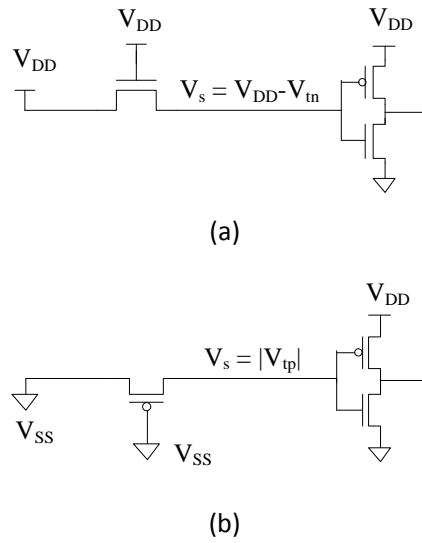 V_DD
V_DD
V_DD
V_s = V_DD-V_tn
(a)
V_DD
V_s = |V_tp|
V_SS
V_SS
(b)